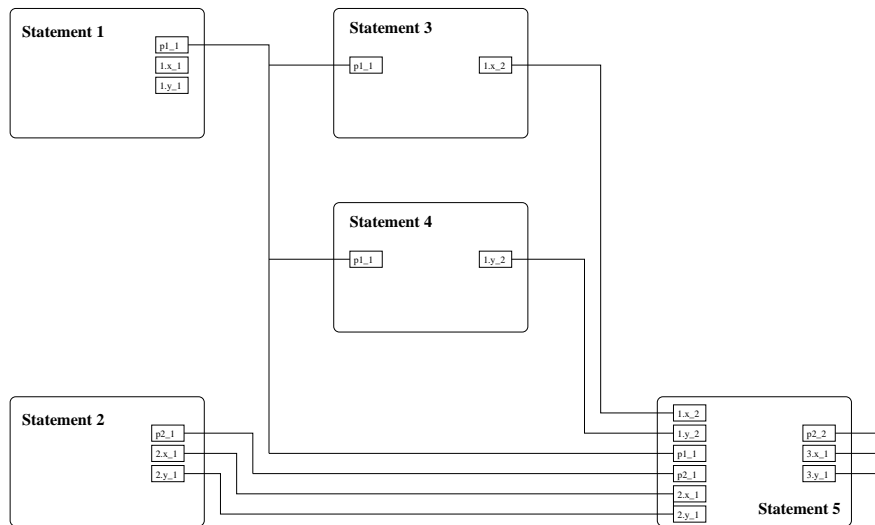 Statement 1
p1_1
1.x_1
1.y_1
Statement 3
p1_1
1.x_2
Statement 4
p1_1
1.y_2
Statement 2
p2_1
2.x_1
2.y_1
1.x_2
1.y_2
p1_1
p2_1
2.x_1
2.y_1
p2_2
3.x_1
3.y_1
Statement 5